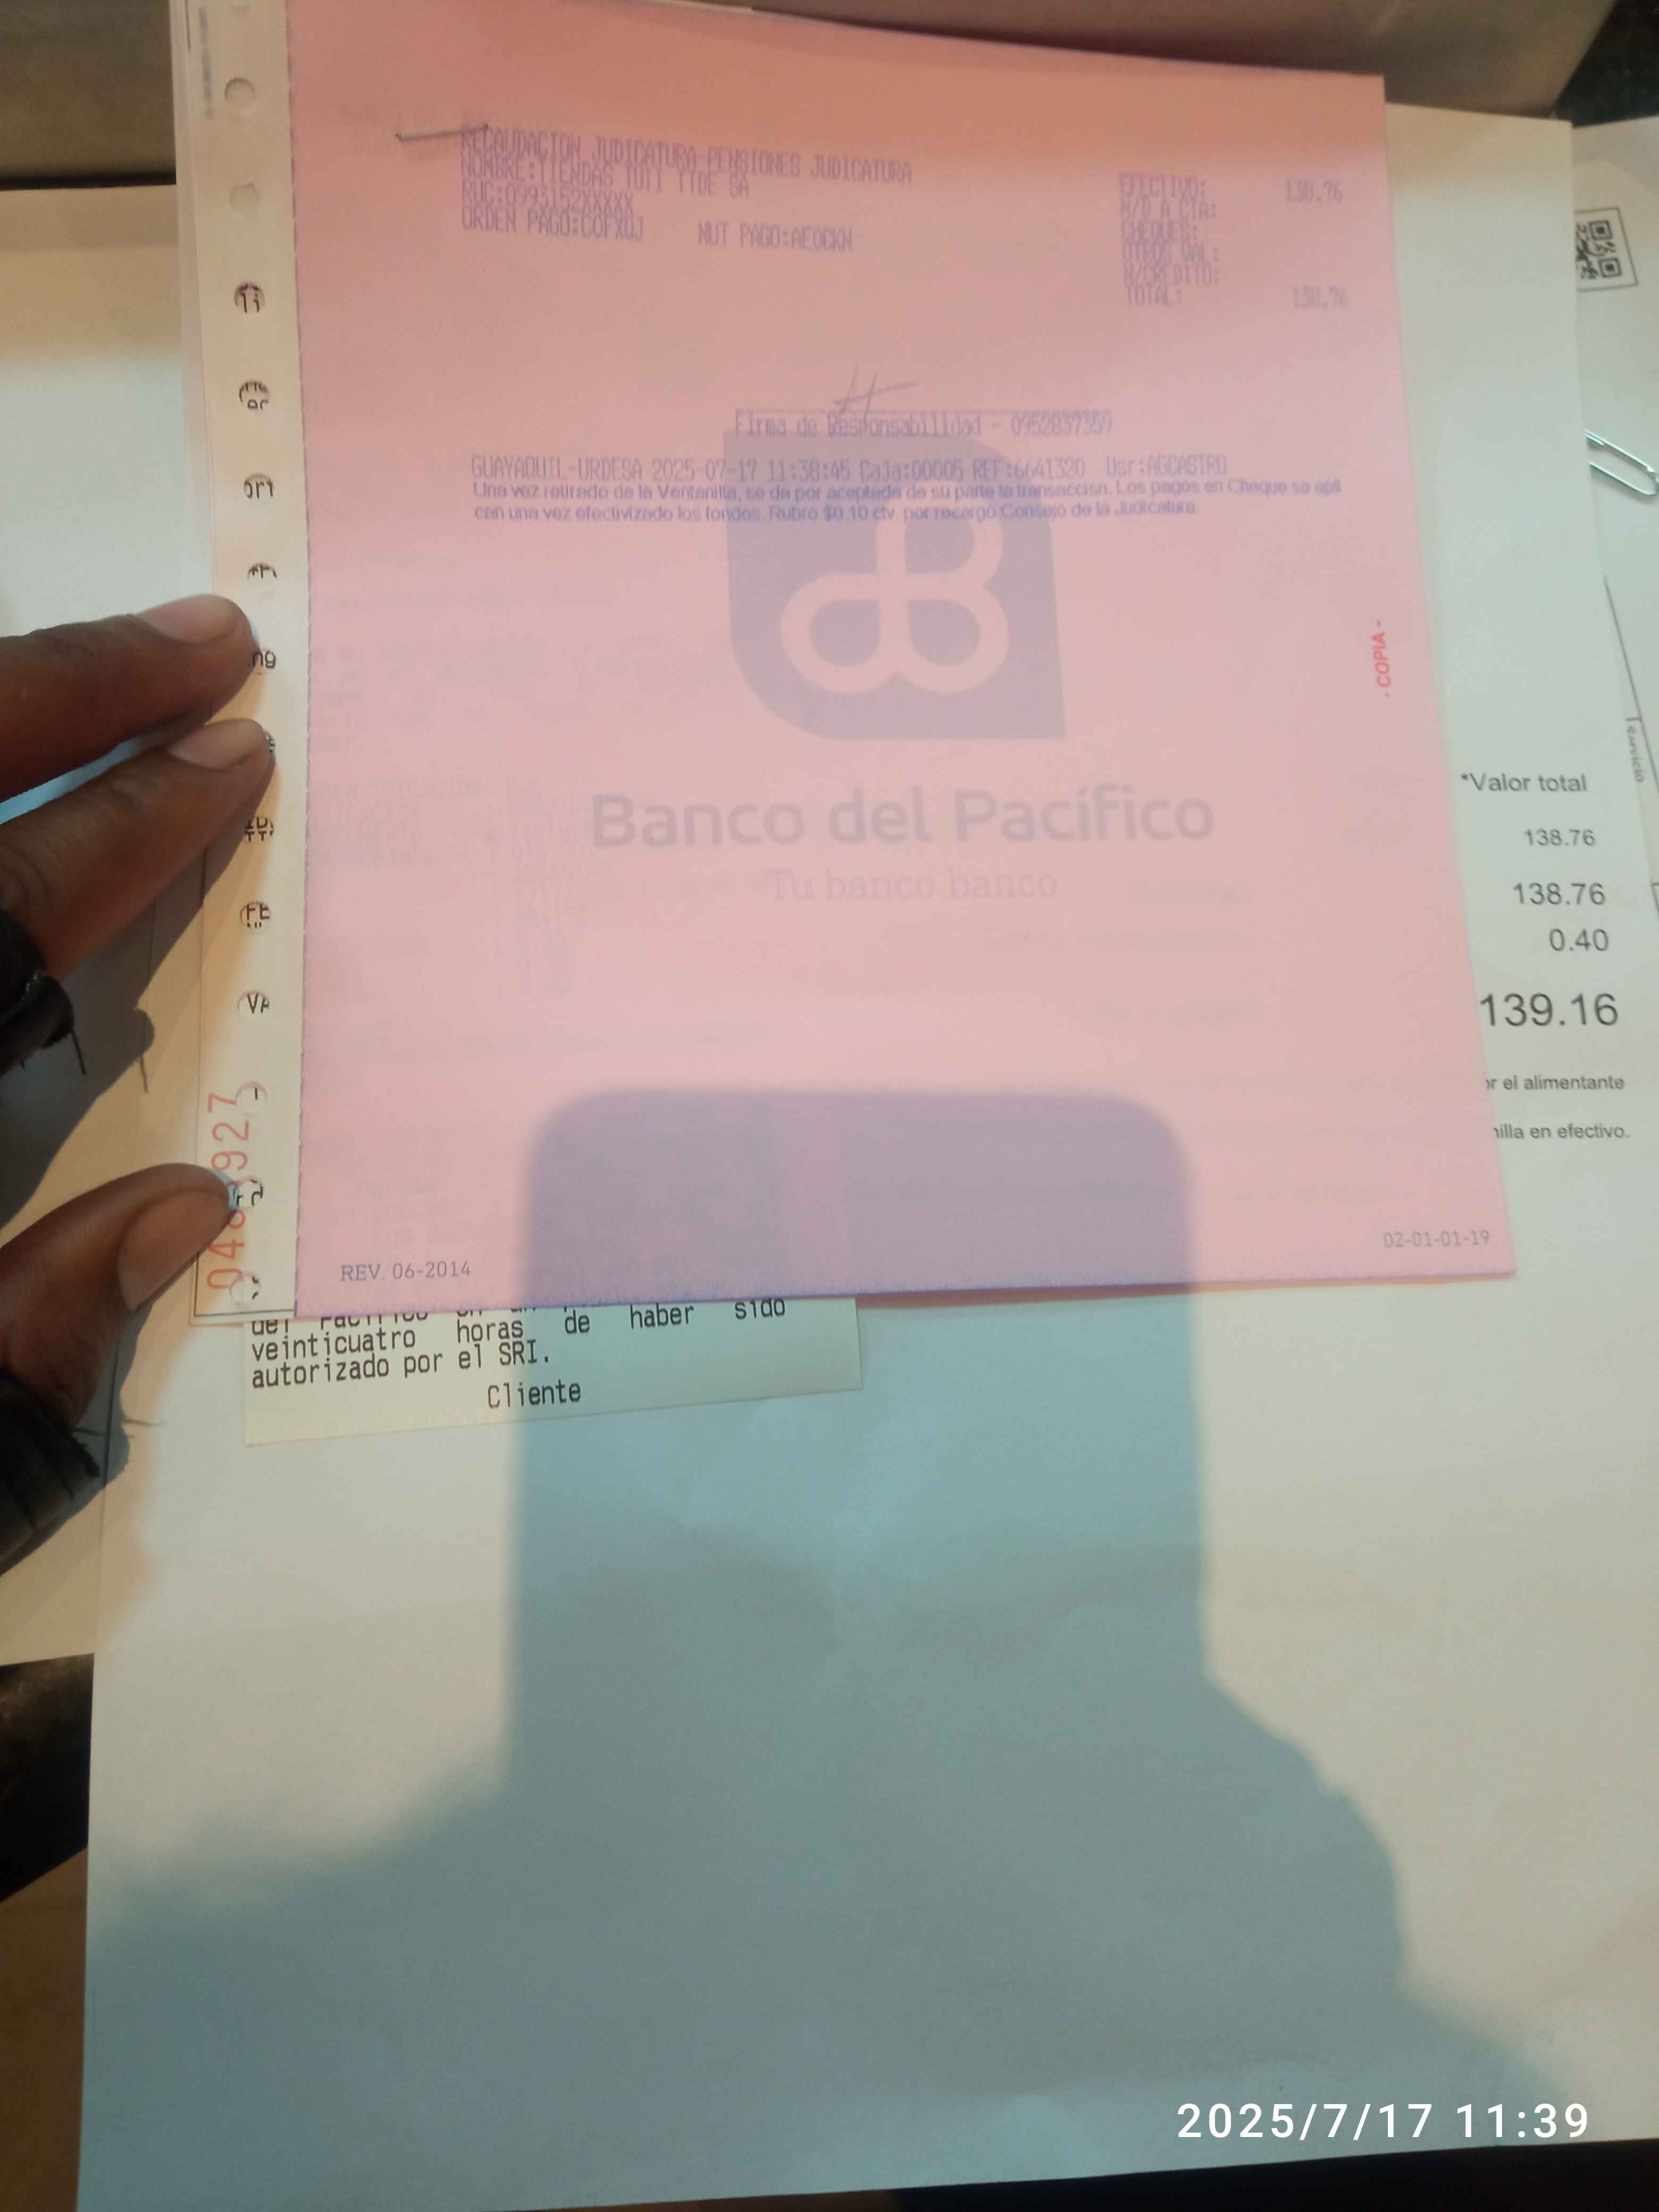 RECAUDACION JUDICATURA-PENSIONES JUDICATURA
NOMBRE:TIENDAS TUTI TTDE SA
RUC:0993152XXXXX
ORDEN PAGO:COFXOJ NUT PAGO:AEOCKN
EFECTIVO: 138.76
N/D A CTA:
CHEQUES:
OTROS VAL:
N/CREDITO:
TOTAL: 138.76
Firma de Responsabilidad - 0952837359
GUAYAQUIL-URDESA 2025-07-17 11:38:45 Caja:00005 REF:6641320 Usr:AGCASTRO
Una vez retirado de la Ventanilla, se da por aceptada de su parte la transaccisn. Los pagos en Cheque se apli
can una vez efectivizado los fondos. Rubro $0.10 ctv. por recargo Consejo de la Judicatura
- COPIA -
Banco del Pacífico
Tu banco banco
*Valor total
138.76
138.76
0.40
139.16
r el alimentante
nilla en efectivo.
REV. 06-2014
02-01-01-19
927
veinticuatro horas de haber sido
autorizado por el SRI.
Cliente
2025/7/17 11:39